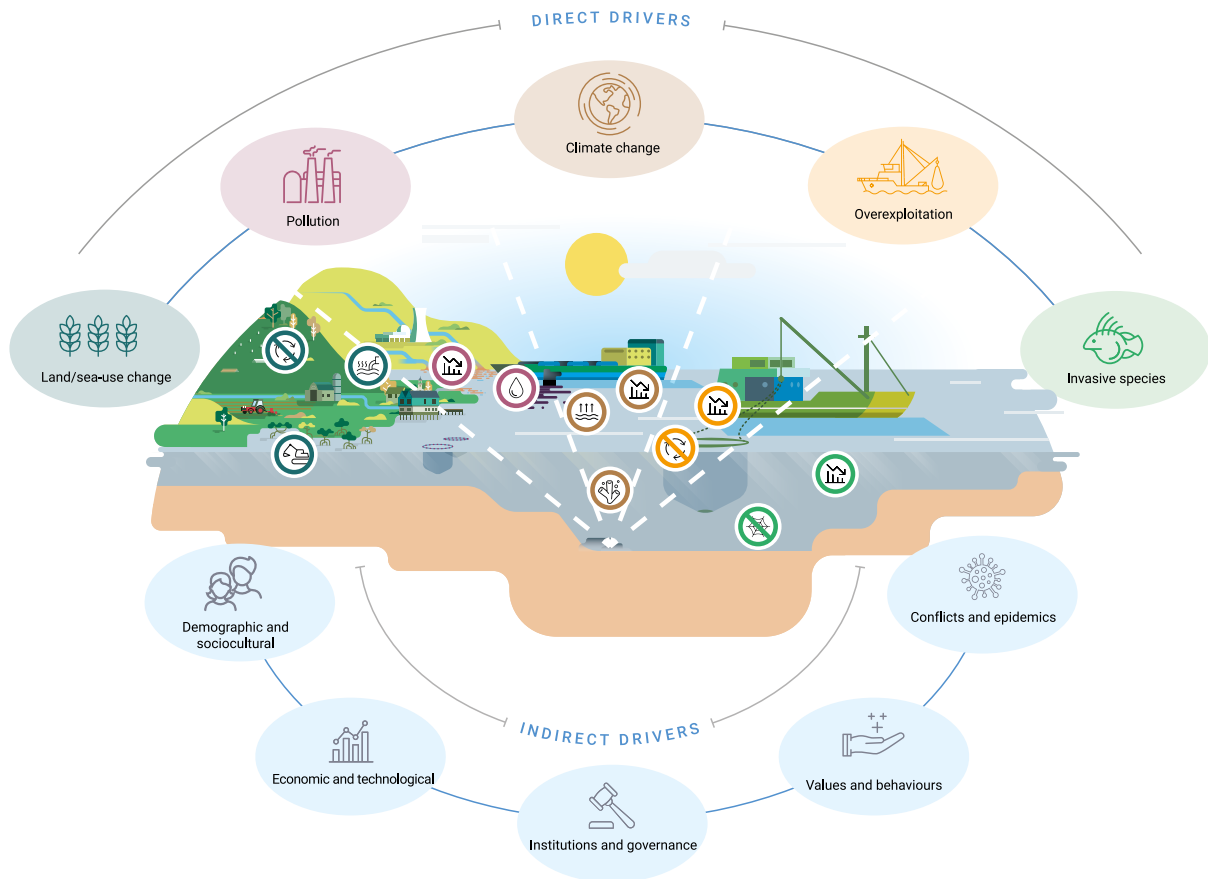 DIRECT DRIVERS
Climate change
Pollution
Overexploitation
Land/sea-use change
Invasive species
Demographic and
sociocultural
Conflicts and epidemics
INDIRECT DRIVERS
Economic and technological
Values and behaviours
Institutions and governance